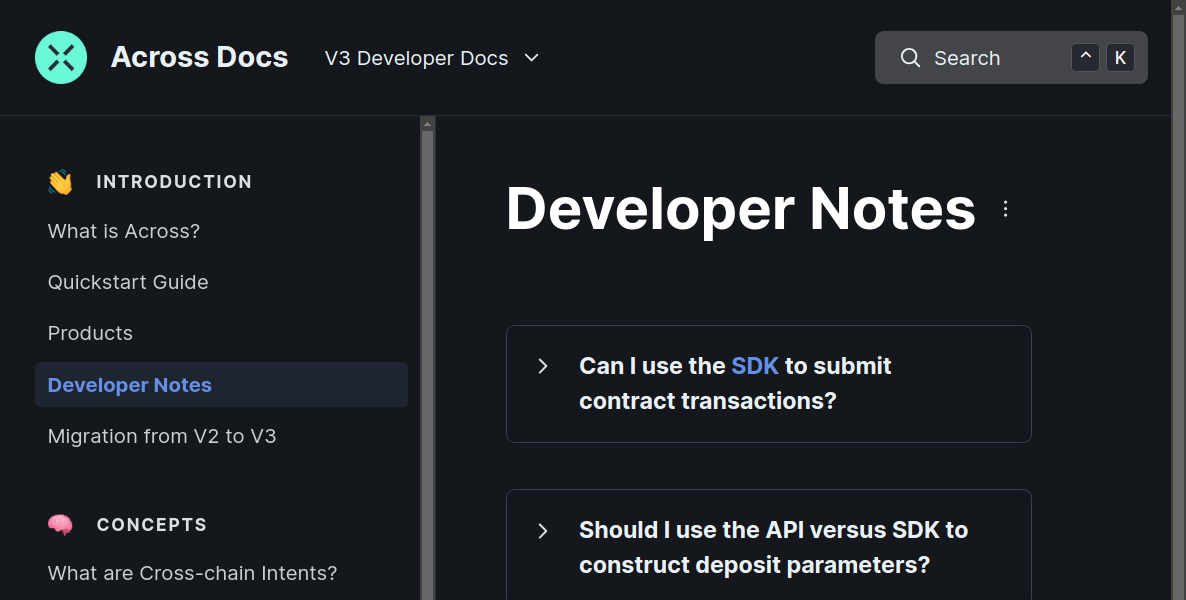 Across Docs
V3 Developer Docs
Search
^ K
INTRODUCTION
What is Across?
Quickstart Guide
Products
Developer Notes
Migration from V2 to V3
CONCEPTS
What are Cross-chain Intents?
Developer Notes
Can I use the SDK to submit
contract transactions?
Should I use the API versus SDK to
construct deposit parameters?